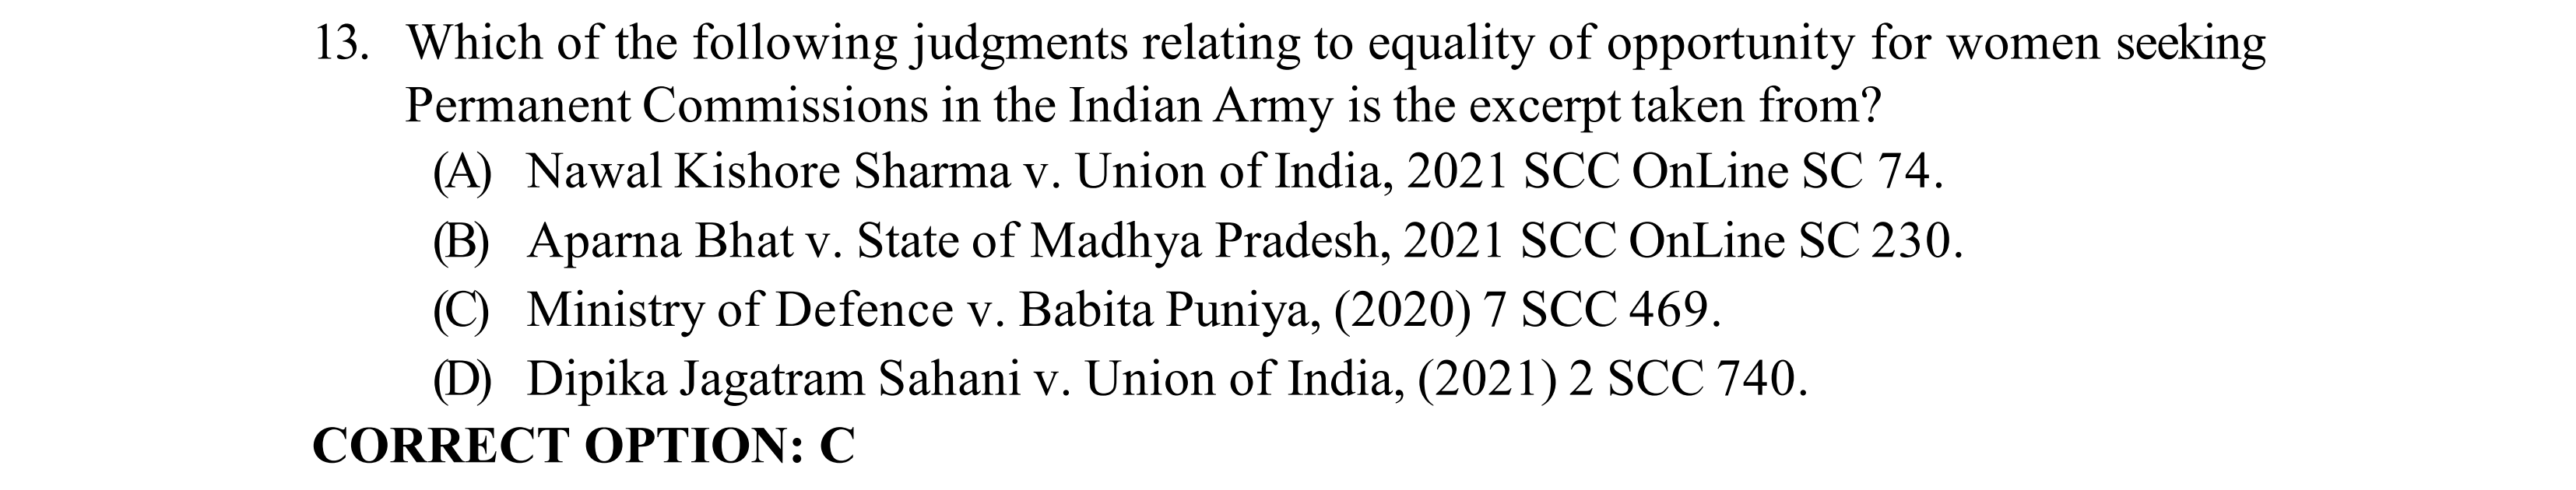 13. Which of the following judgments relating to equality of opportunity for women seeking
Permanent Commissions in the Indian Army is the excerpt taken from?
(A) Nawal Kishore Sharma v. Union of India, 2021 SCC OnLine SC 74.
(B) Aparna Bhat v. State of Madhya Pradesh, 2021 SCC OnLine SC 230.
(C) Ministry of Defence v. Babita Puniya, (2020) 7 SCC 469.
(D) Dipika Jagatram Sahani v. Union of India, (2021) 2 SCC 740.
CORRECT OPTION: C